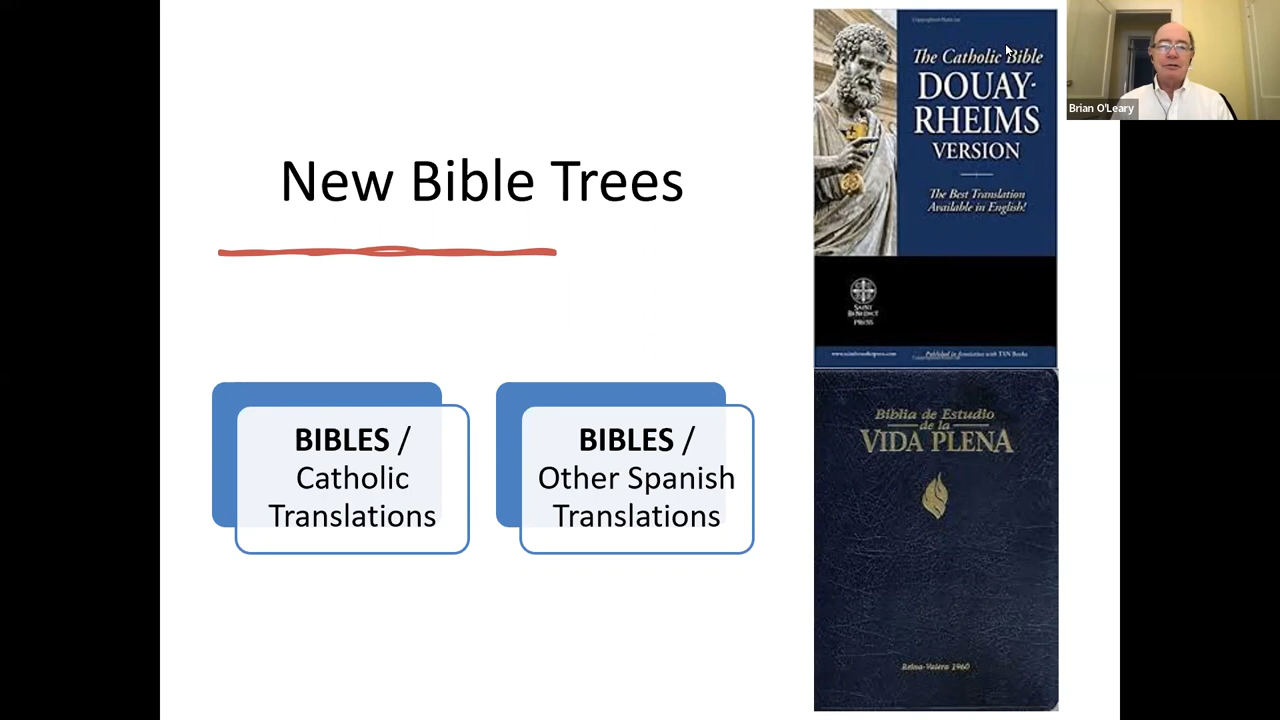 New Bible Trees
BIBLES /
Catholic
Translations
BIBLES /
Other Spanish
Translations
The Catholic Bible
DOUAY-
RHEIMS
VERSION
The Best Translation
Available in English!
SAINT
BENEDICT
PRESS
Published in Association with TAN Books
Biblia de Estudio
de la
VIDA PLENA
Reina-Valera 1960
Brian O'Leary